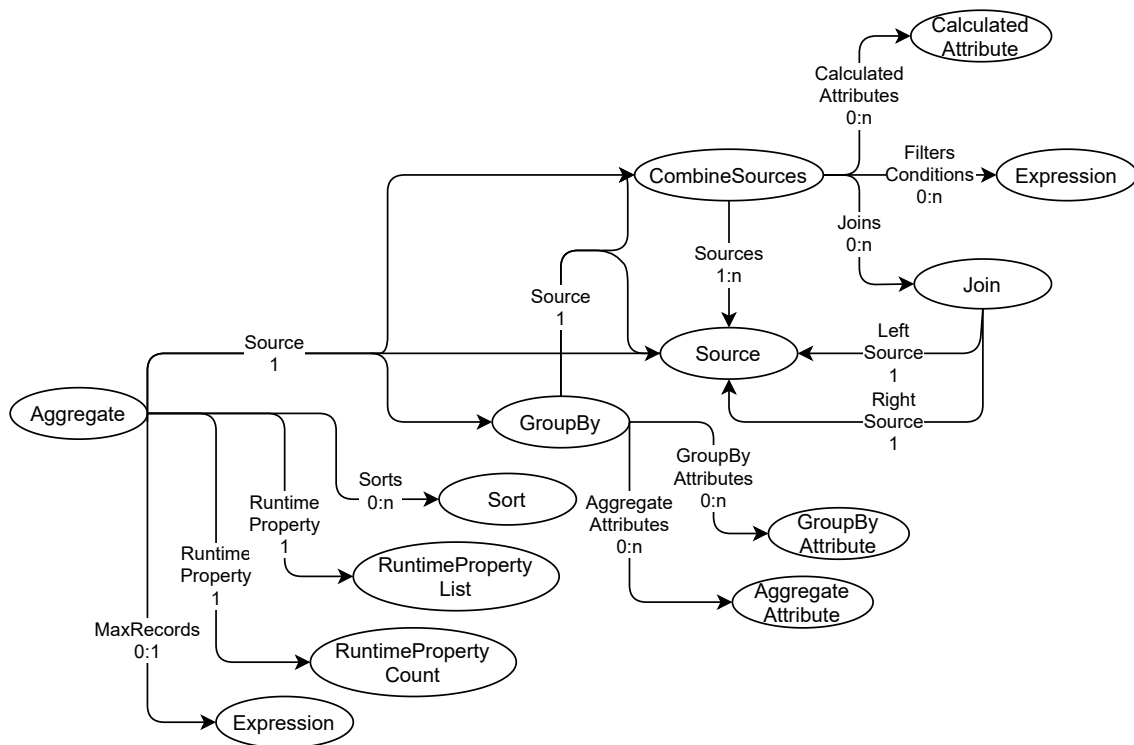 Calculated
Attribute
Calculated
Attributes
0:n
CombineSources
Filters
Conditions
0:n
Expression
Joins
0:n
Sources
1:n
Join
Source
1
Source
1
Source
Left
Source
1
Right
Source
1
Aggregate
GroupBy
GroupBy
Attributes
0:n
Sorts
0:n
Sort
Aggregate
Attributes
0:n
Runtime
Property
1
GroupBy
Attribute
Runtime
Property
1
RuntimeProperty
List
Aggregate
Attribute
MaxRecords
0:1
RuntimeProperty
Count
Expression